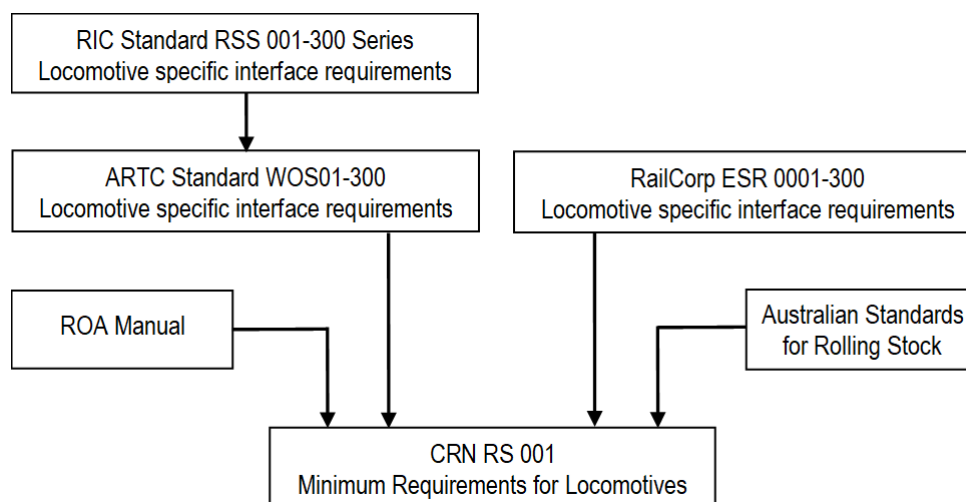 RIC Standard RSS 001-300 Series
Locomotive specific interface requirements
ARTC Standard WOS01-300
Locomotive specific interface requirements
RailCorp ESR 0001-300
Locomotive specific interface requirements
ROA Manual
Australian Standards
for Rolling Stock
CRN RS 001
Minimum Requirements for Locomotives